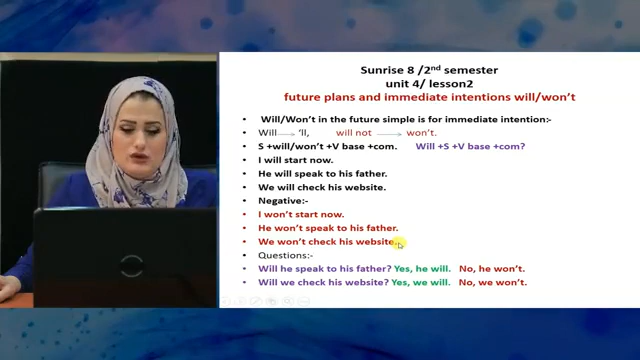 Sunrise 8 /2nd semester
unit 4/ lesson2
future plans and immediate intentions will/won't
• Will/Won't in the future simple is for immediate intention:-
• Will → 'll, will not → won't.
• S +will/won't +V base +com. Will +S +V base +com?
• I will start now.
• He will speak to his father.
• We will check his website.
• Negative:-
• I won't start now.
• He won't speak to his father.
• We won't check his website.
• Questions:-
• Will he speak to his father? Yes, he will. No, he won't.
• Will we check his website? Yes, we will. No, we won't.